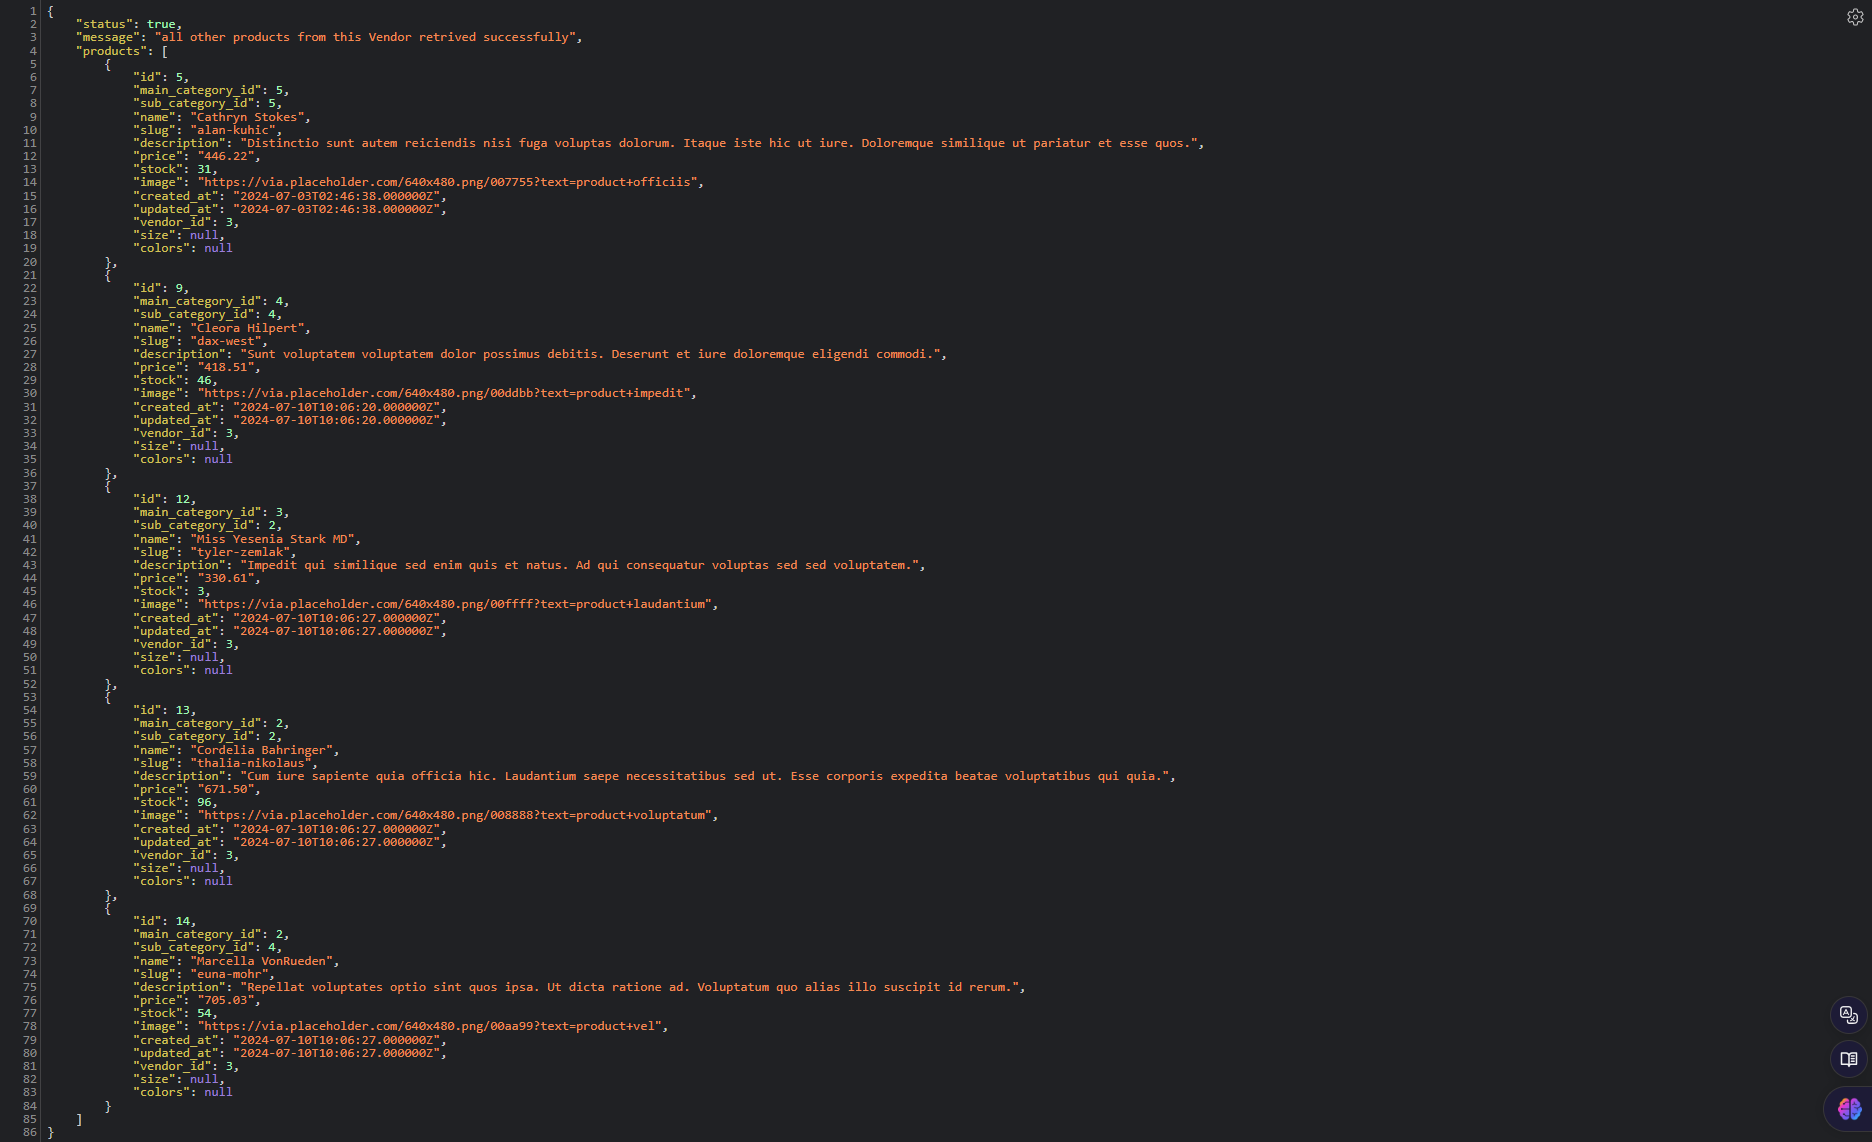 1 {
2     "status": true,
3     "message": "all other products from this Vendor retrived successfully",
4     "products": [
5         {
6             "id": 5,
7             "main_category_id": 5,
8             "sub_category_id": 5,
9             "name": "Cathryn Stokes",
10             "slug": "alan-kuhic",
11             "description": "Distinctio sunt autem reiciendis nisi fuga voluptas dolorum. Itaque iste hic ut iure. Doloremque similique ut pariatur et esse quos.",
12             "price": "446.22",
13             "stock": 31,
14             "image": "https://via.placeholder.com/640x480.png/007755?text=product+officiis",
15             "created_at": "2024-07-03T02:46:38.000000Z",
16             "updated_at": "2024-07-03T02:46:38.000000Z",
17             "vendor_id": 3,
18             "size": null,
19             "colors": null
20         },
21         {
22             "id": 9,
23             "main_category_id": 4,
24             "sub_category_id": 4,
25             "name": "Cleora Hilpert",
26             "slug": "dax-west",
27             "description": "Sunt voluptatem voluptatem dolor possimus debitis. Deserunt et iure doloremque eligendi commodi.",
28             "price": "418.51",
29             "stock": 46,
30             "image": "https://via.placeholder.com/640x480.png/00ddbb?text=product+impedit",
31             "created_at": "2024-07-10T10:06:20.000000Z",
32             "updated_at": "2024-07-10T10:06:20.000000Z",
33             "vendor_id": 3,
34             "size": null,
35             "colors": null
36         },
37         {
38             "id": 12,
39             "main_category_id": 3,
40             "sub_category_id": 2,
41             "name": "Miss Yesenia Stark MD",
42             "slug": "tyler-zemlak",
43             "description": "Impedit qui similique sed enim quis et natus. Ad qui consequatur voluptas sed sed voluptatem.",
44             "price": "330.61",
45             "stock": 3,
46             "image": "https://via.placeholder.com/640x480.png/00ffff?text=product+laudantium",
47             "created_at": "2024-07-10T10:06:27.000000Z",
48             "updated_at": "2024-07-10T10:06:27.000000Z",
49             "vendor_id": 3,
50             "size": null,
51             "colors": null
52         },
53         {
54             "id": 13,
55             "main_category_id": 2,
56             "sub_category_id": 2,
57             "name": "Cordelia Bahringer",
58             "slug": "thalia-nikolaus",
59             "description": "Cum iure sapiente quia officia hic. Laudantium saepe necessitatibus sed ut. Esse corporis expedita beatae voluptatibus qui quia.",
60             "price": "671.50",
61             "stock": 96,
62             "image": "https://via.placeholder.com/640x480.png/008888?text=product+voluptatum",
63             "created_at": "2024-07-10T10:06:27.000000Z",
64             "updated_at": "2024-07-10T10:06:27.000000Z",
65             "vendor_id": 3,
66             "size": null,
67             "colors": null
68         },
69         {
70             "id": 14,
71             "main_category_id": 2,
72             "sub_category_id": 4,
73             "name": "Marcella VonRueden",
74             "slug": "euna-mohr",
75             "description": "Repellat voluptates optio sint quos ipsa. Ut dicta ratione ad. Voluptatum quo alias illo suscipit id rerum.",
76             "price": "705.03",
77             "stock": 54,
78             "image": "https://via.placeholder.com/640x480.png/00aa99?text=product+vel",
79             "created_at": "2024-07-10T10:06:27.000000Z",
80             "updated_at": "2024-07-10T10:06:27.000000Z",
81             "vendor_id": 3,
82             "size": null,
83             "colors": null
84         }
85     ]
86 }